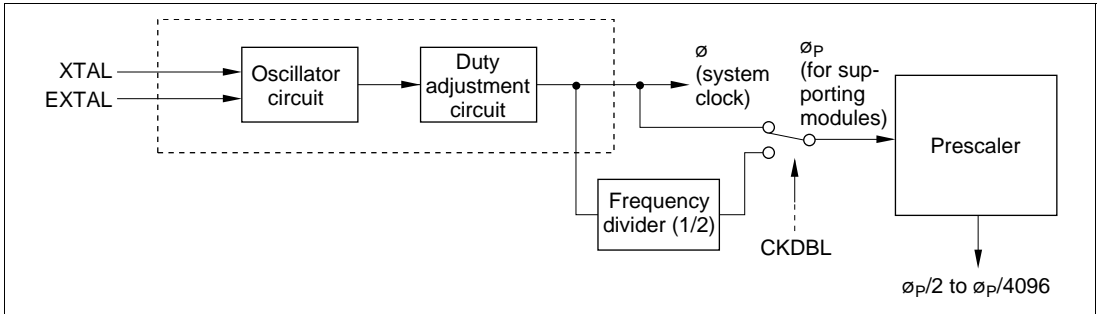 XTAL
EXTAL
Oscillator
circuit
Duty
adjustment
circuit
ø
(system
clock)
øP
(for sup-
porting
modules)
Prescaler
Frequency
divider (1/2)
CKDBL
øP/2 to øP/4096